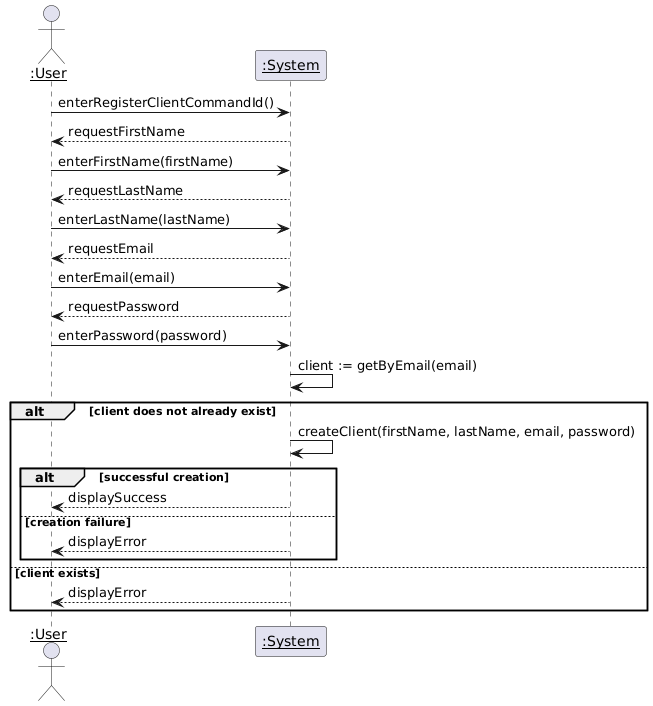 :User
:System
enterRegisterClientCommandId()
requestFirstName
enterFirstName(firstName)
requestLastName
enterLastName(lastName)
requestEmail
enterEmail(email)
requestPassword
enterPassword(password)
client := getByEmail(email)
alt [client does not already exist]
createClient(firstName, lastName, email, password)
alt [successful creation]
displaySuccess
[creation failure]
displayError
[client exists]
displayError
:User
:System